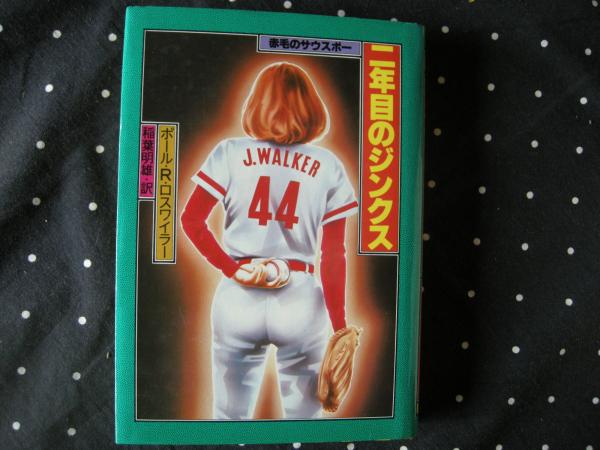 赤毛のサウスポー
二年目のジンクス
ポール・R・ロスワイラー
稲葉明雄・訳
J.WALKER
44